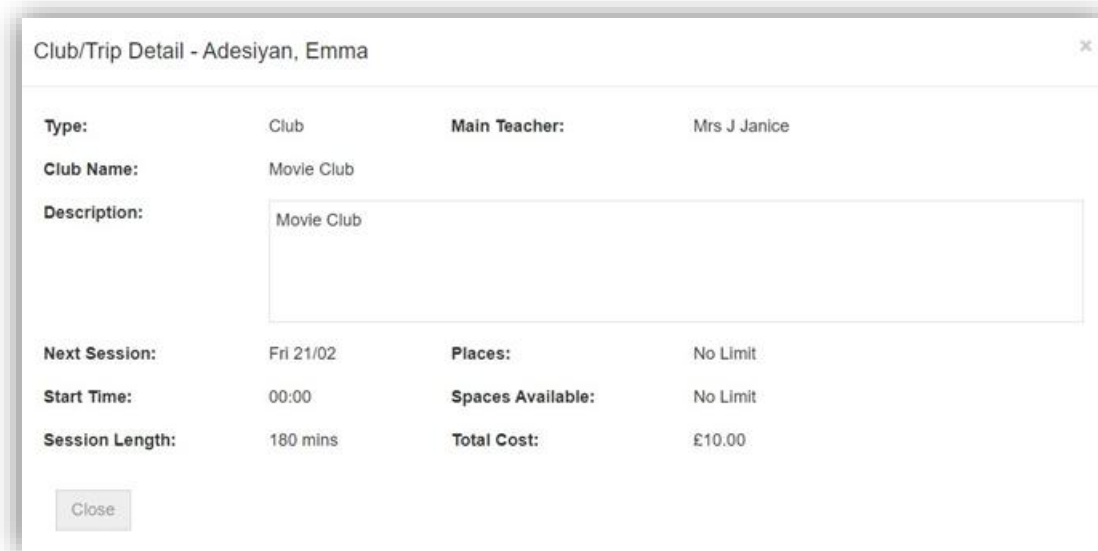 Club/Trip Detail - Adesiyan, Emma ×
Type: Club Main Teacher: Mrs J Janice
Club Name: Movie Club
Description: Movie Club
Next Session: Fri 21/02 Places: No Limit
Start Time: 00:00 Spaces Available: No Limit
Session Length: 180 mins Total Cost: £10.00
Close